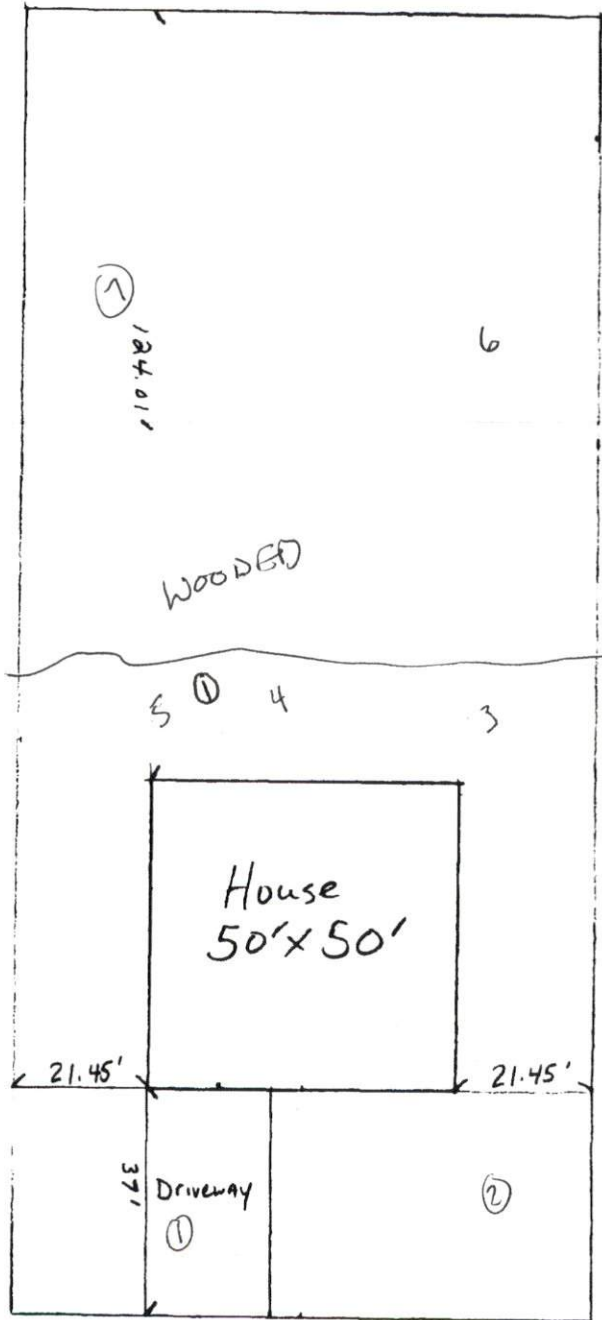 ⑦
124.01'
6
WOODED
5 ① 4 3
House
50'x 50'
21.45' 21.45'
37'
Driveway
① ②